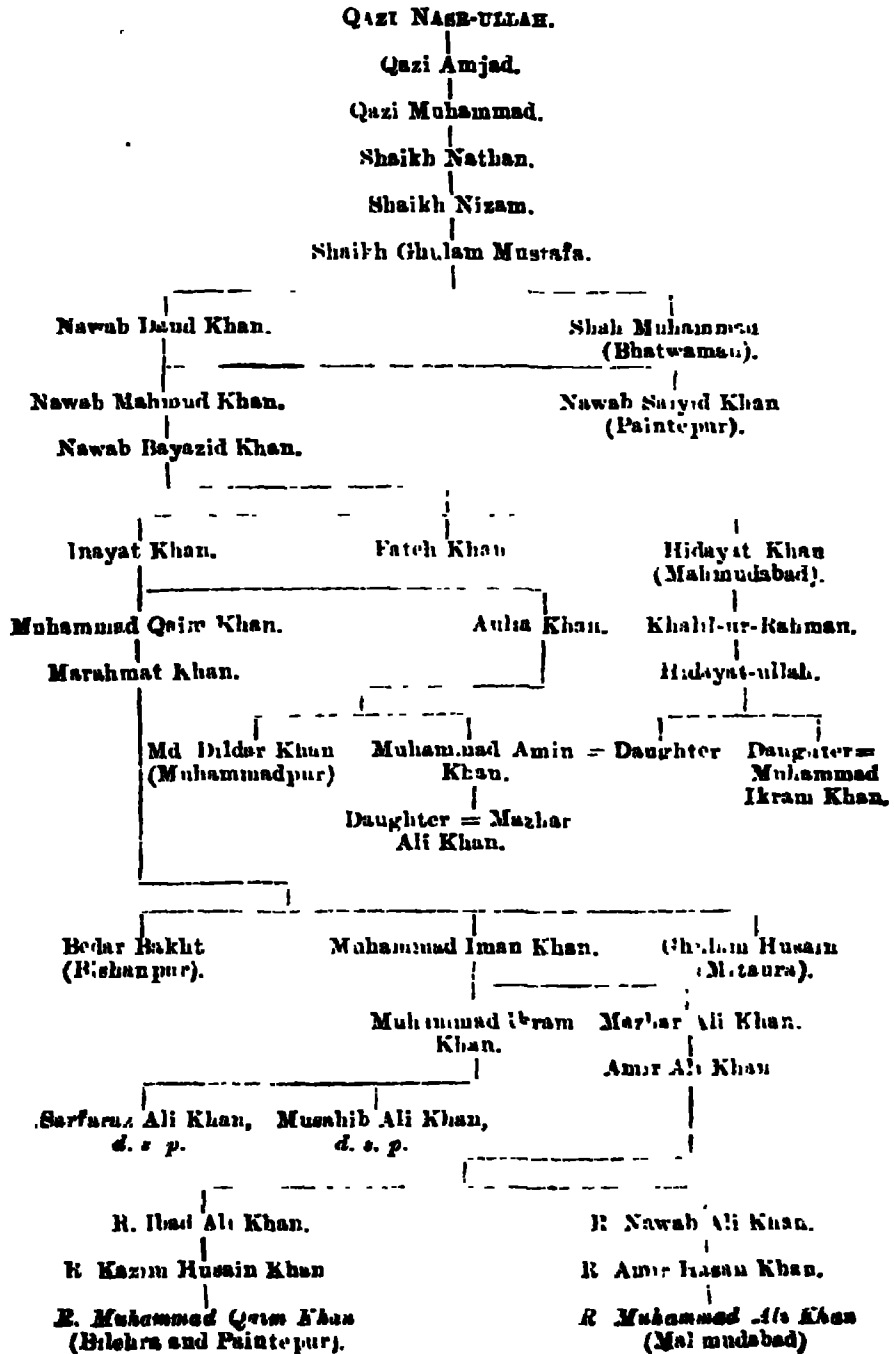 QAZI NASR-ULLAH.
Qazi Amjad.
Qazi Muhammad.
Shaikh Nathan.
Shaikh Nizam.
Shaikh Ghulam Mustafa.
Nawab Daud Khan. Shah Muhammad
(Bhatwamau).
Nawab Mahmud Khan. Nawab Saiyid Khan
(Paintepur).
Nawab Bayazid Khan.
Inayat Khan. Fateh Khan Hidayat Khan
(Mahmudabad).
Muhammad Qaim Khan. Khan. Khalil-ur-Rahman.
Marahmat Khan. Hidayat-ullah.
Md Dildar Khan Muhammad Amin = Daughter Daughter=
(Muhammadpur) Khan. Muhammad
Ikram Khan.
Daughter = Mazhar
Ali Khan.
Bedar Bakht Muhammad Iman Khan. Ghulam Husain
(Bishanpur). (Mitaura).
Muhammad Ikram Mazhar Ali Khan.
Khan.
Amir Ali Khan
Sarfaraz Ali Khan, Musahib Ali Khan,
d. s p. d. s. p.
R. Ibad Ali Khan. R Nawab Ali Khan.
R Kazim Husain Khan R Amir Hasan Khan.
R. Muhammad Qaim Khan R Muhammad Ali Khan
(Bilehra and Paintepur). (Mahmudabad)